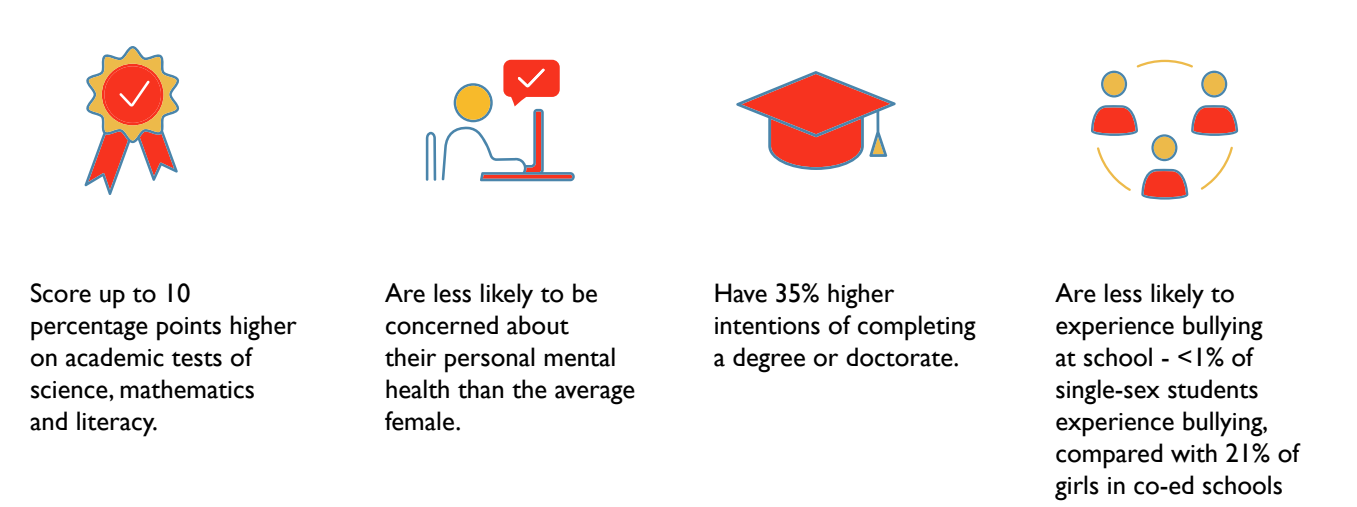 Score up to 10
percentage points higher
on academic tests of
science, mathematics
and literacy.
Are less likely to be
concerned about
their personal mental
health than the average
female.
Have 35% higher
intentions of completing
a degree or doctorate.
Are less likely to
experience bullying
at school - <1% of
single-sex students
experience bullying,
compared with 21% of
girls in co-ed schools